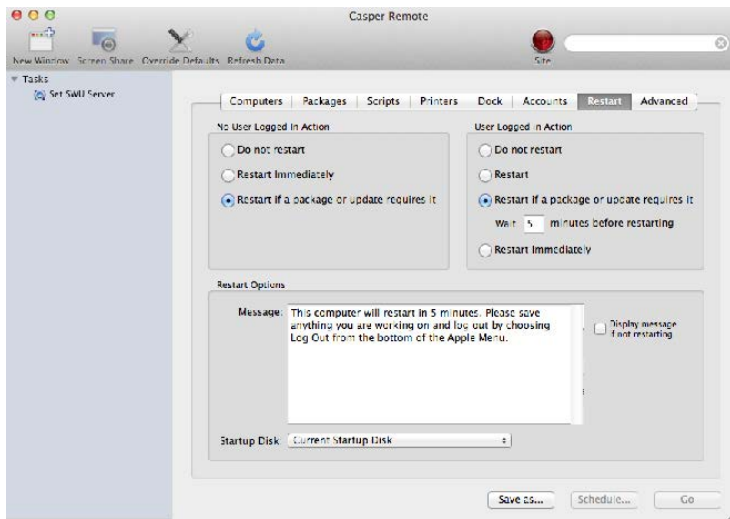 Casper Remote
New Window Screen Share Override Defaults Refresh Data Site
Tasks
Set SWU Server
Computers Packages Scripts Printers Dock Accounts Restart Advanced
No User Logged In Action
Do not restart
Restart Immediately
Restart if a package or update requires it
User Logged In Action
Do not restart
Restart
Restart if a package or update requires it
Wait 5 minutes before restarting
Restart Immediately
Restart Options
Message: This computer will restart in 5 minutes. Please save
anything you are working on and log out by choosing
Log Out from the bottom of the Apple Menu.
Display message
if not restarting
Startup Disk: Current Startup Disk
Save as... Schedule... Go